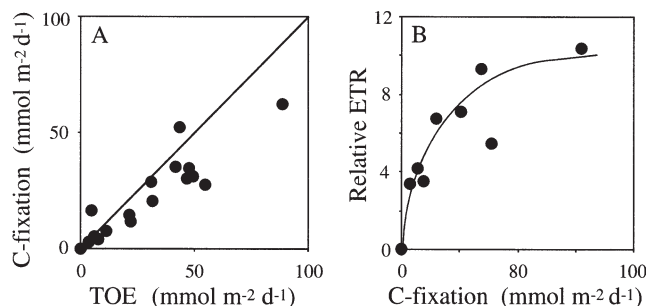 A
B
C-fixation (mmol m-2 d-1)
100
50
0
0 50 100
TOE (mmol m-2 d-1)
Relative ETR
12
8
4
0
0 80 100
C-fixation (mmol m-2 d-1)